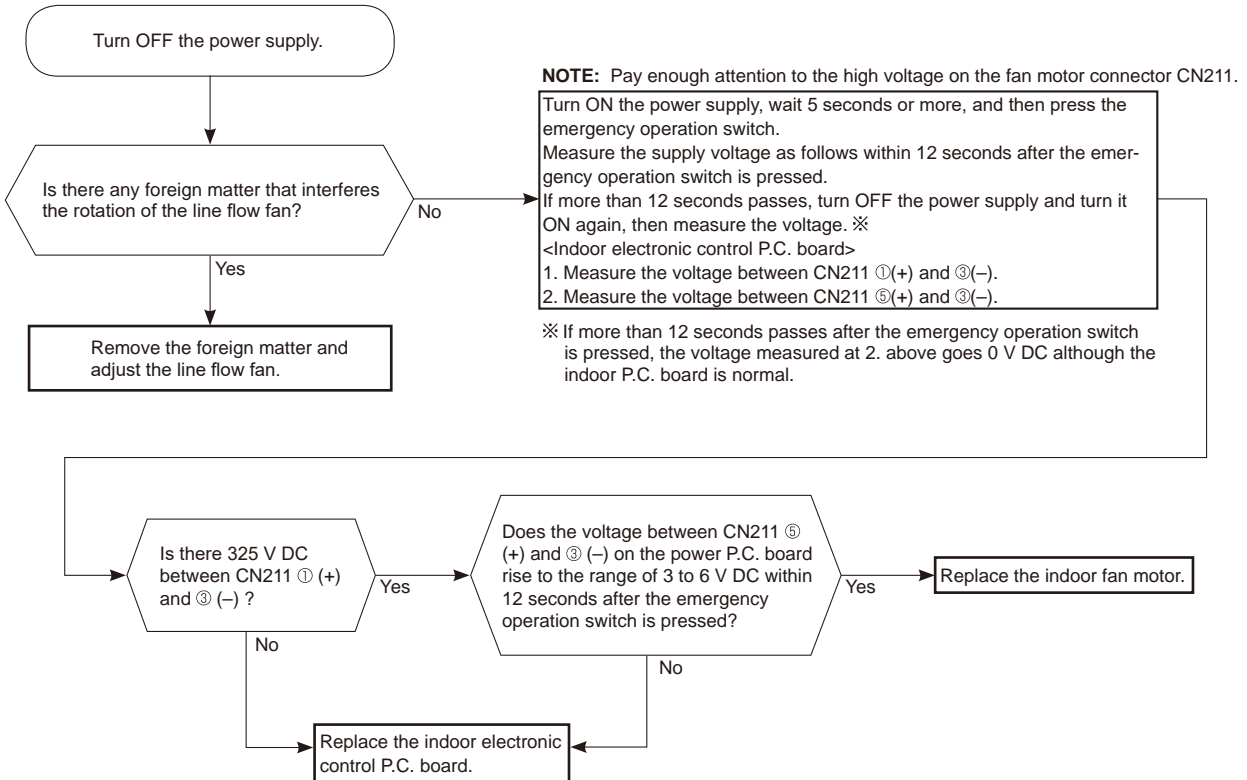 Turn OFF the power supply.
NOTE: Pay enough attention to the high voltage on the fan motor connector CN211.
Turn ON the power supply, wait 5 seconds or more, and then press the
emergency operation switch.
Measure the supply voltage as follows within 12 seconds after the emer-
gency operation switch is pressed.
If more than 12 seconds passes, turn OFF the power supply and turn it
ON again, then measure the voltage. ※
<Indoor electronic control P.C. board>
1. Measure the voltage between CN211 ①(+) and ③(–).
2. Measure the voltage between CN211 ⑤(+) and ③(–).
Is there any foreign matter that interferes
the rotation of the line flow fan?
No
Yes
Remove the foreign matter and
adjust the line flow fan.
※ If more than 12 seconds passes after the emergency operation switch
is pressed, the voltage measured at 2. above goes 0 V DC although the
indoor P.C. board is normal.
Is there 325 V DC
between CN211 ① (+)
and ③ (–) ?
Yes
No
Does the voltage between CN211 ⑤
(+) and ③ (–) on the power P.C. board
rise to the range of 3 to 6 V DC within
12 seconds after the emergency
operation switch is pressed?
Yes
No
Replace the indoor fan motor.
Replace the indoor electronic
control P.C. board.